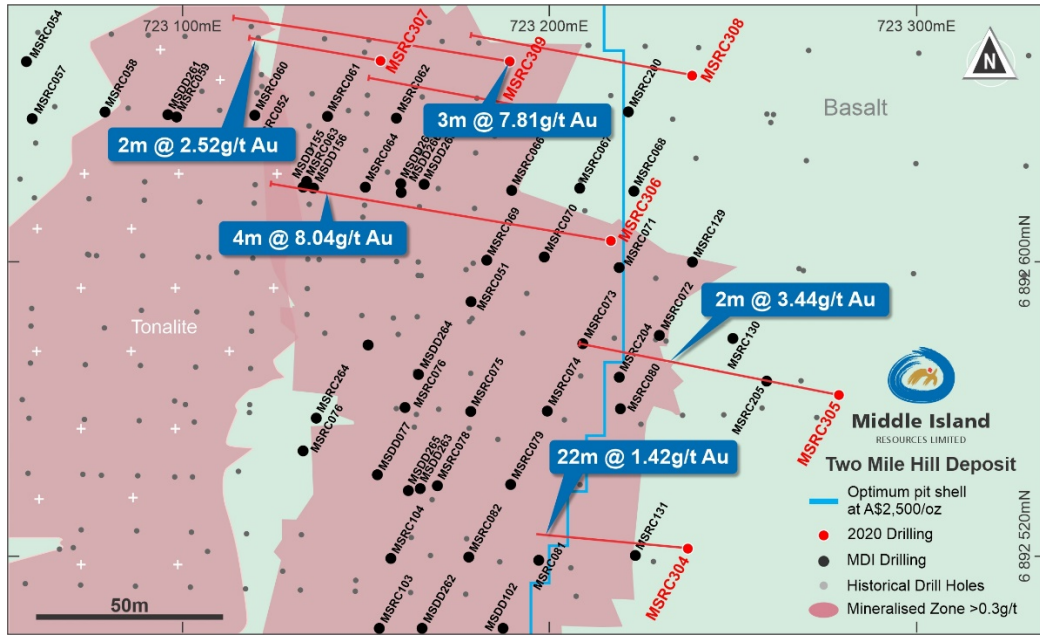 723 100mE
723 200mE
723 300mE
MSRC054
MSRC057
MSRC058
MSDD261
MSRC059
MSRC060
MSRC061
MSRC062
MSRC307
MSRC309
MSRC308
MSRC200
N
Basalt
2m @ 2.52g/t Au
3m @ 7.81g/t Au
MSDD155
MSRC063
MSDD156
MSRC064
MSRC066
MSRC067
MSRC068
MSRC306
4m @ 8.04g/t Au
MSRC069
MSRC070
MSRC071
MSRC129
6 892 600mN
MSRC051
2m @ 3.44g/t Au
Tonalite
MSRC073
MSRC072
MSRC130
MSDD264
MSRC076
MSRC075
MSRC074
MSRC204
MSRC080
MSRC205
MSRC305
MSRC264
MSRC076
Middle Island
RESOURCES LIMITED
Two Mile Hill Deposit
22m @ 1.42g/t Au
MSDD077
MSDD265
MSDD263
MSRC078
MSRC079
Optimum pit shell
at A$2,500/oz
2020 Drilling
MDI Drilling
Historical Drill Holes
Mineralised Zone >0.3g/t
6 892 520mN
MSRC104
MSRC082
MSRC081
MSRC131
MSRC304
MSRC103
MSDD262
MSDD102
50m